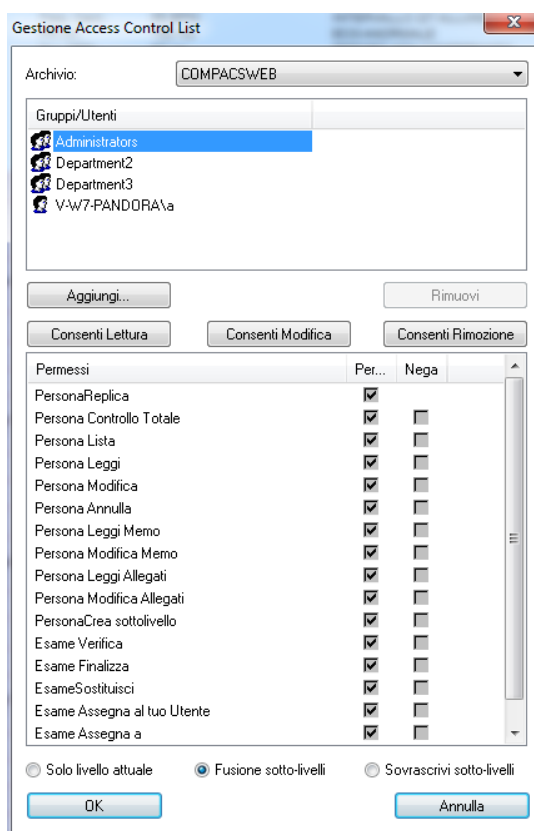 Gestione Access Control List
Archivio: COMPACSWEB
Gruppi/Utenti
Administrators
Department2
Department3
V-W7-PANDORA\a
Aggiungi... Rimuovi
Consenti Lettura Consenti Modifica Consenti Rimozione
Permessi Per... Nega
PersonaReplica
Persona Controllo Totale
Persona Lista
Persona Leggi
Persona Modifica
Persona Annulla
Persona Leggi Memo
Persona Modifica Memo
Persona Leggi Allegati
Persona Modifica Allegati
PersonaCrea sottolivello
Esame Verifica
Esame Finalizza
EsameSostituisci
Esame Assegna al tuo Utente
Esame Assegna a
Solo livello attuale Fusione sotto-livelli Sovrascrivi sotto-livelli
OK Annulla